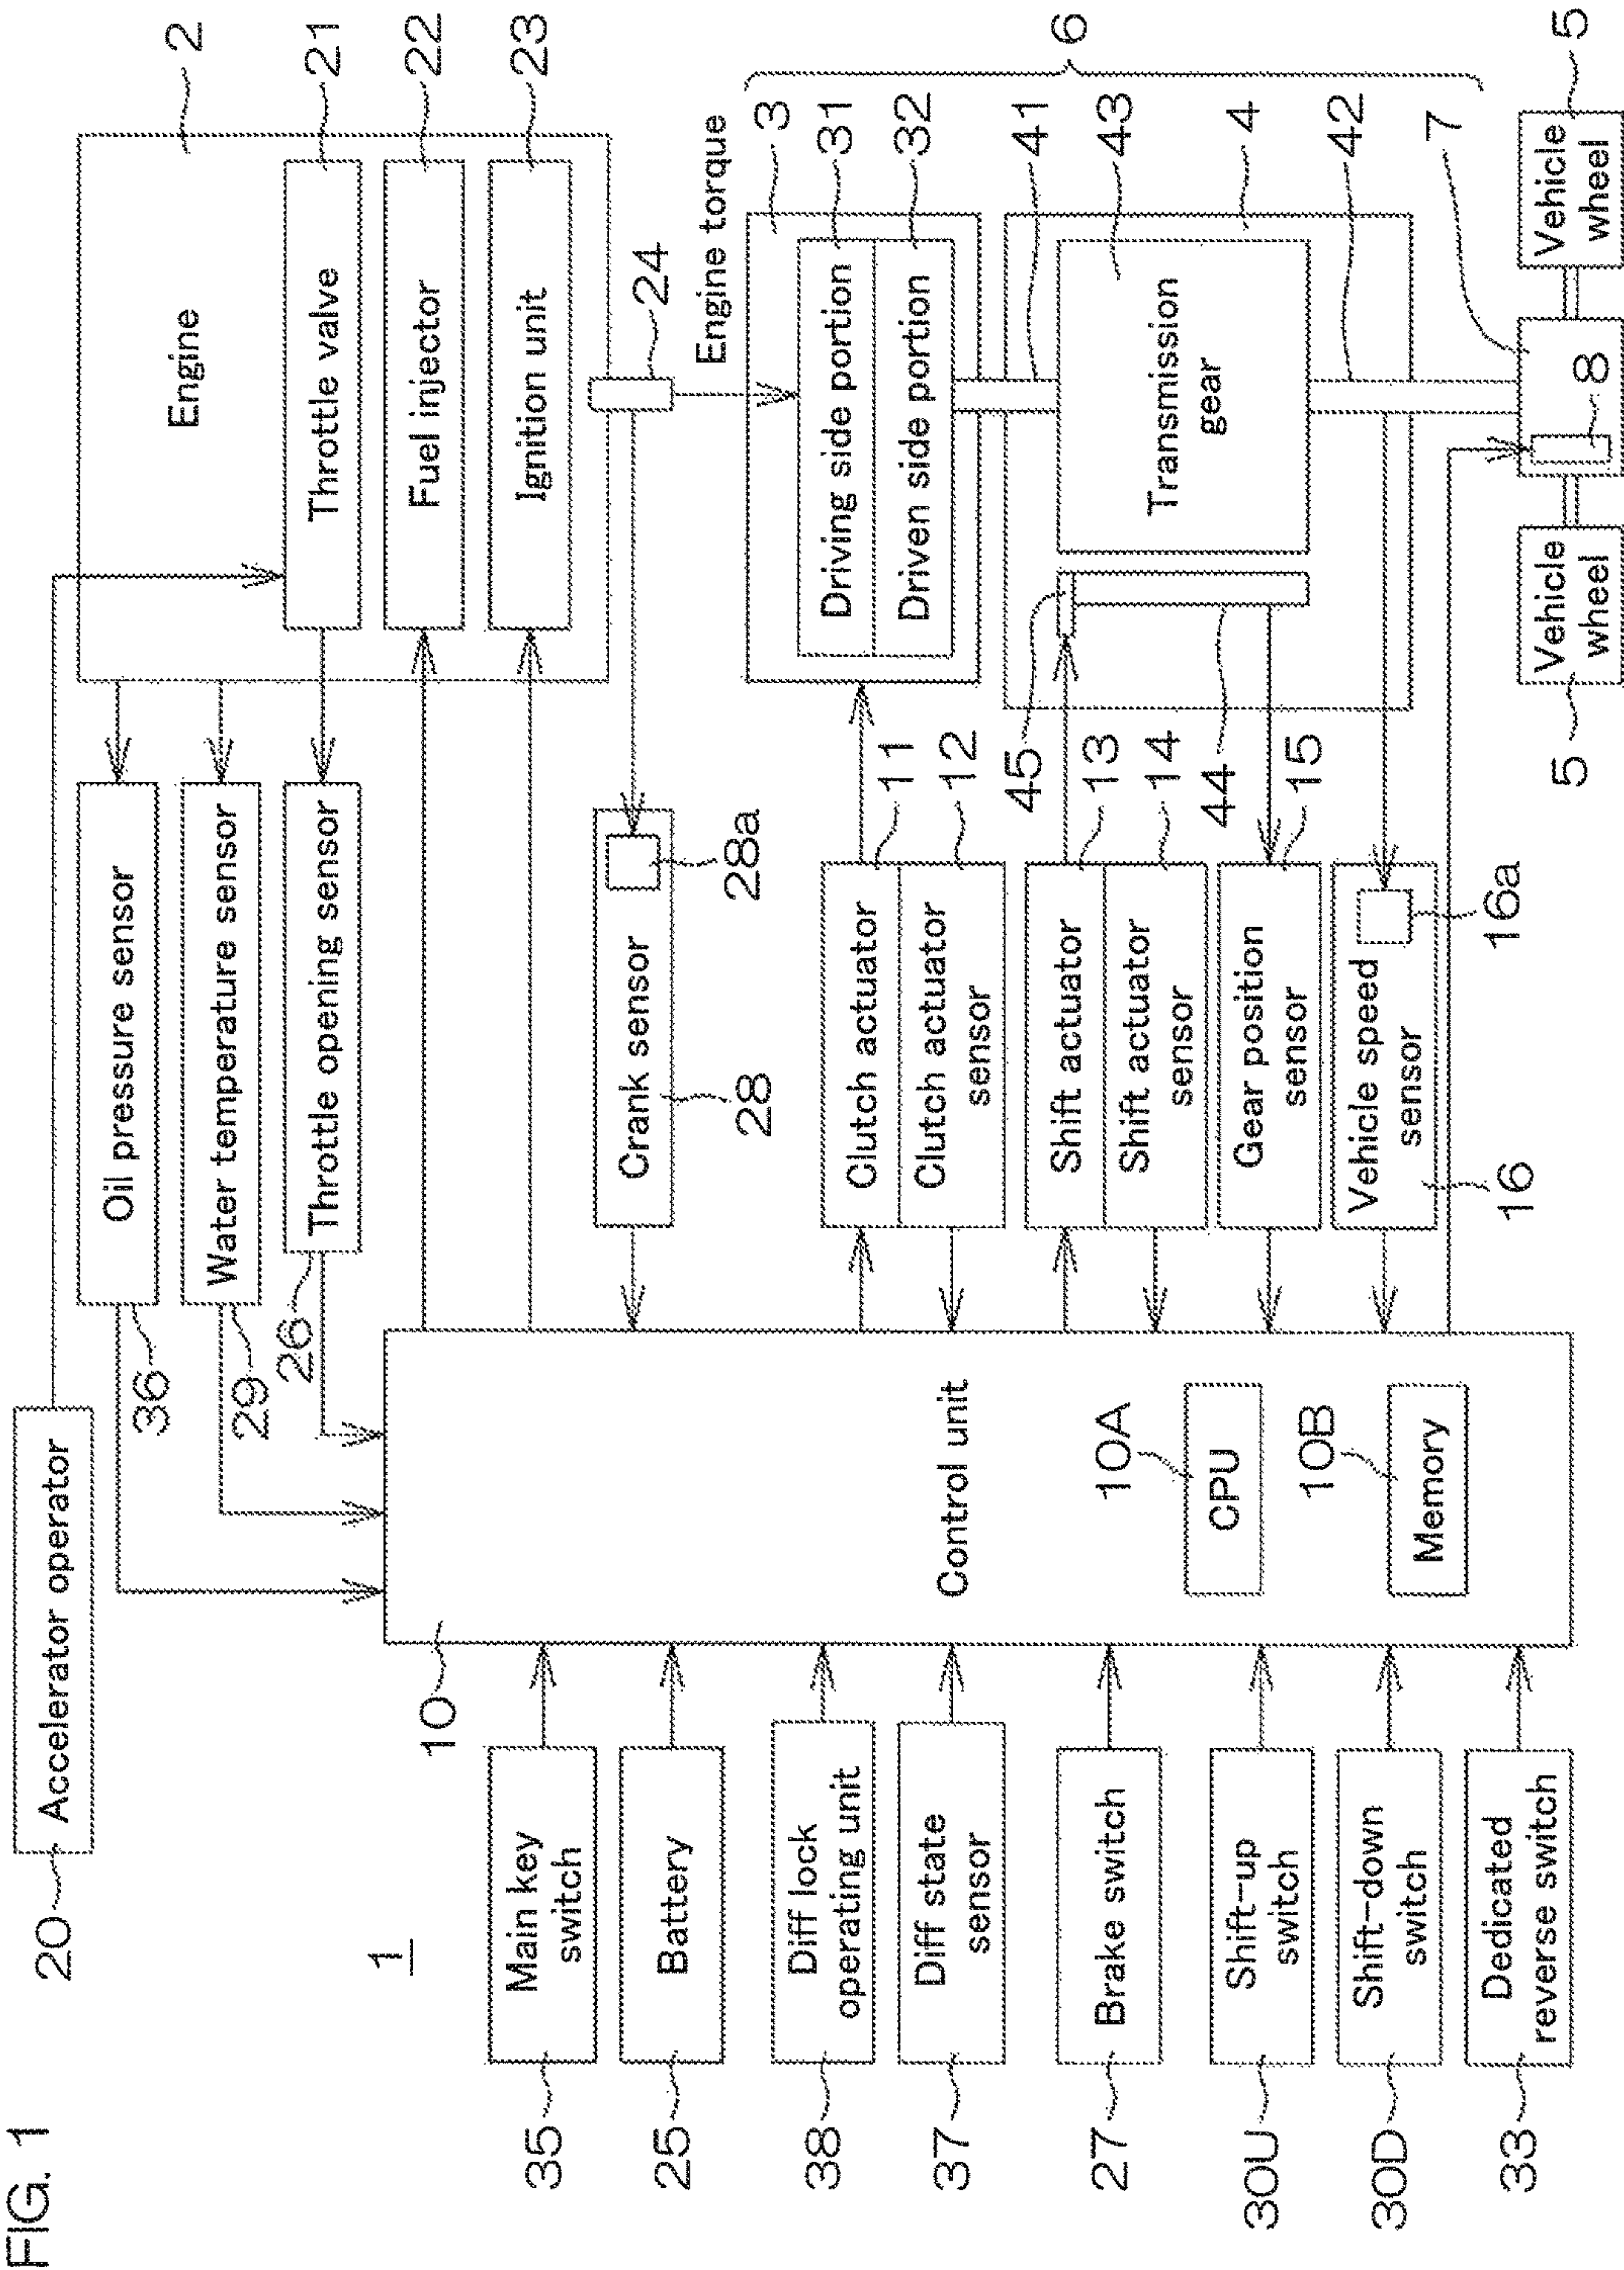 FIG. 1
1
20
Accelerator operator
36
Oil pressure sensor
29
Water temperature sensor
26
Throttle opening sensor
Engine
2
Throttle valve
21
Fuel injector
22
Ignition unit
23
24
Engine torque
Crank sensor
28
28a
10
Control unit
10A
CPU
10B
Memory
35
Main key
switch
25
Battery
38
Diff lock
operating unit
37
Diff state
sensor
27
Brake switch
30U
Shift-up
switch
30D
Shift-down
switch
33
Dedicated
reverse switch
Clutch actuator
11
Clutch actuator
sensor
12
Shift actuator
13
Shift actuator
sensor
14
Gear position
sensor
15
Vehicle speed
sensor
16
16a
3
Driving side portion
31
Driven side portion
32
6
41
Transmission
gear
43
4
42
45
44
7
8
Vehicle
wheel
5
Vehicle
wheel
5